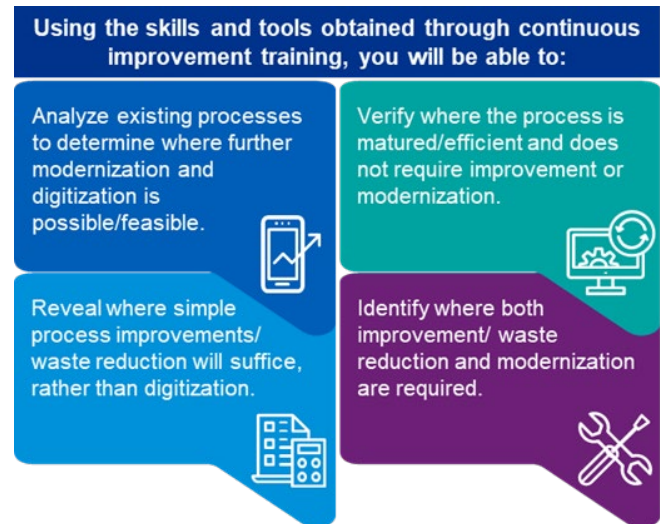 Using the skills and tools obtained through continuous
improvement training, you will be able to:
Analyze existing processes
to determine where further
modernization and
digitization is
possible/feasible.
Verify where the process is
matured/efficient and does
not require improvement or
modernization.
Reveal where simple
process improvements/
waste reduction will suffice,
rather than digitization.
Identify where both
improvement/ waste
reduction and modernization
are required.